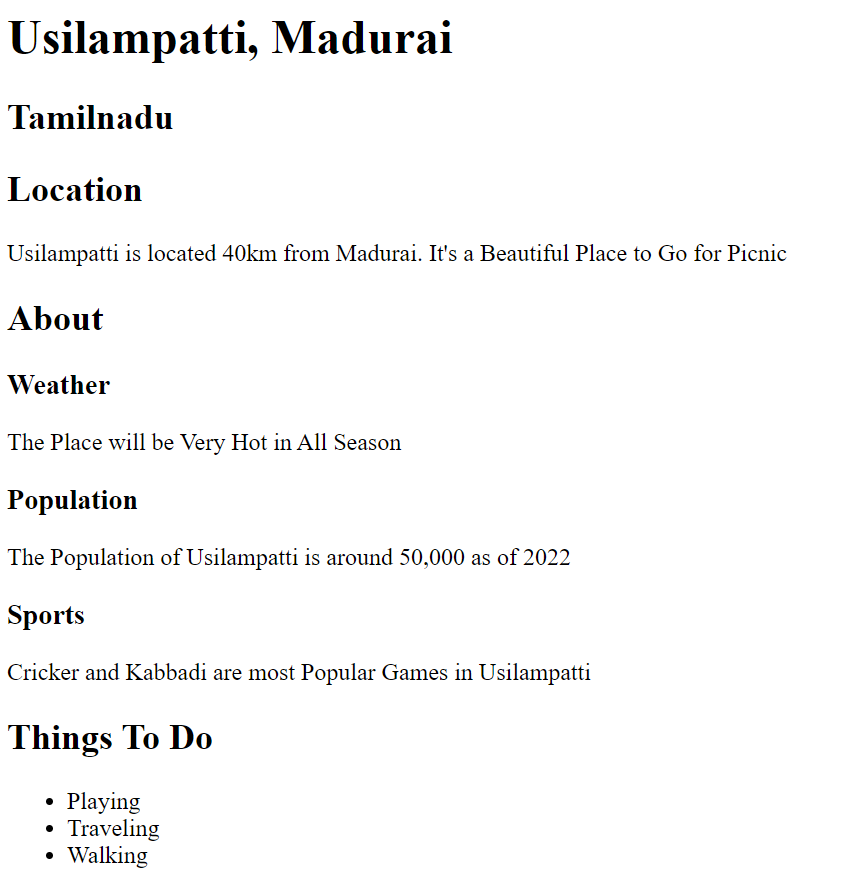 Usilampatti, Madurai
Tamilnadu
Location
Usilampatti is located 40km from Madurai. It's a Beautiful Place to Go for Picnic
About
Weather
The Place will be Very Hot in All Season
Population
The Population of Usilampatti is around 50,000 as of 2022
Sports
Cricker and Kabbadi are most Popular Games in Usilampatti
Things To Do
• Playing
• Traveling
• Walking